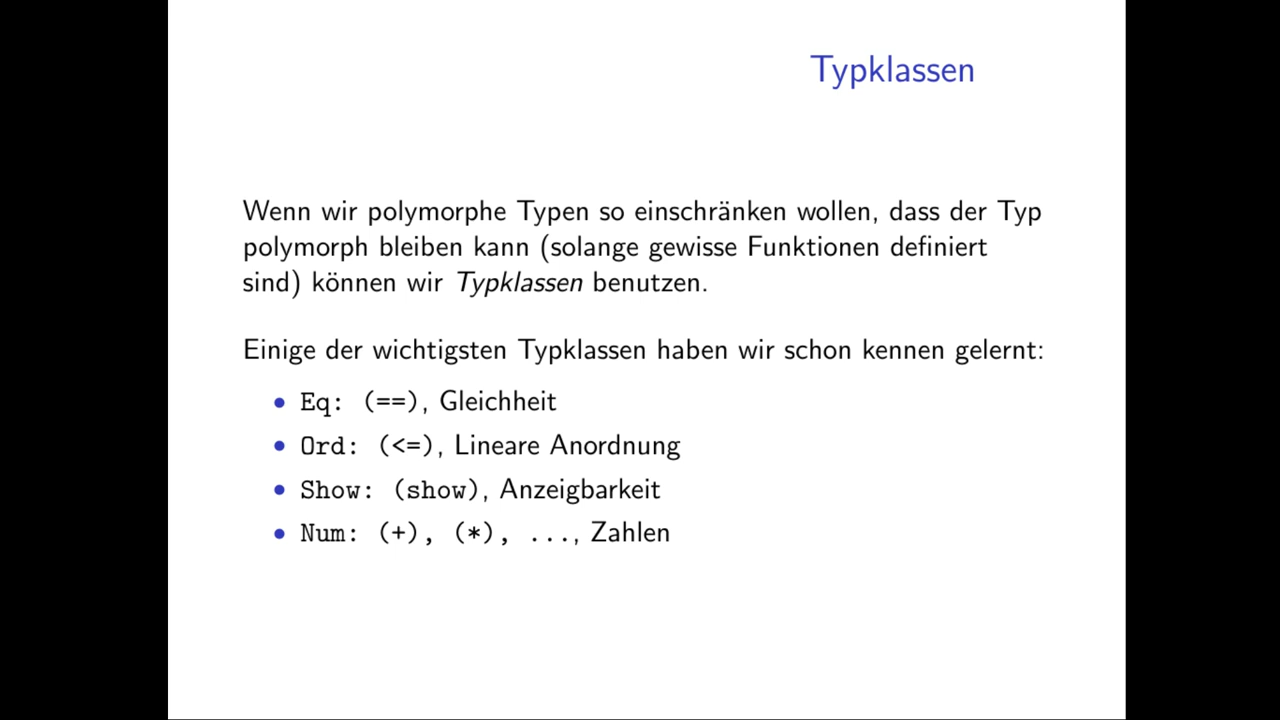 Typklassen
Wenn wir polymorphe Typen so einschränken wollen, dass der Typ
polymorph bleiben kann (solange gewisse Funktionen definiert
sind) können wir Typklassen benutzen.
Einige der wichtigsten Typklassen haben wir schon kennen gelernt:
• Eq: (==), Gleichheit
• Ord: (<=), Lineare Anordnung
• Show: (show), Anzeigbarkeit
• Num: (+), (*), ..., Zahlen